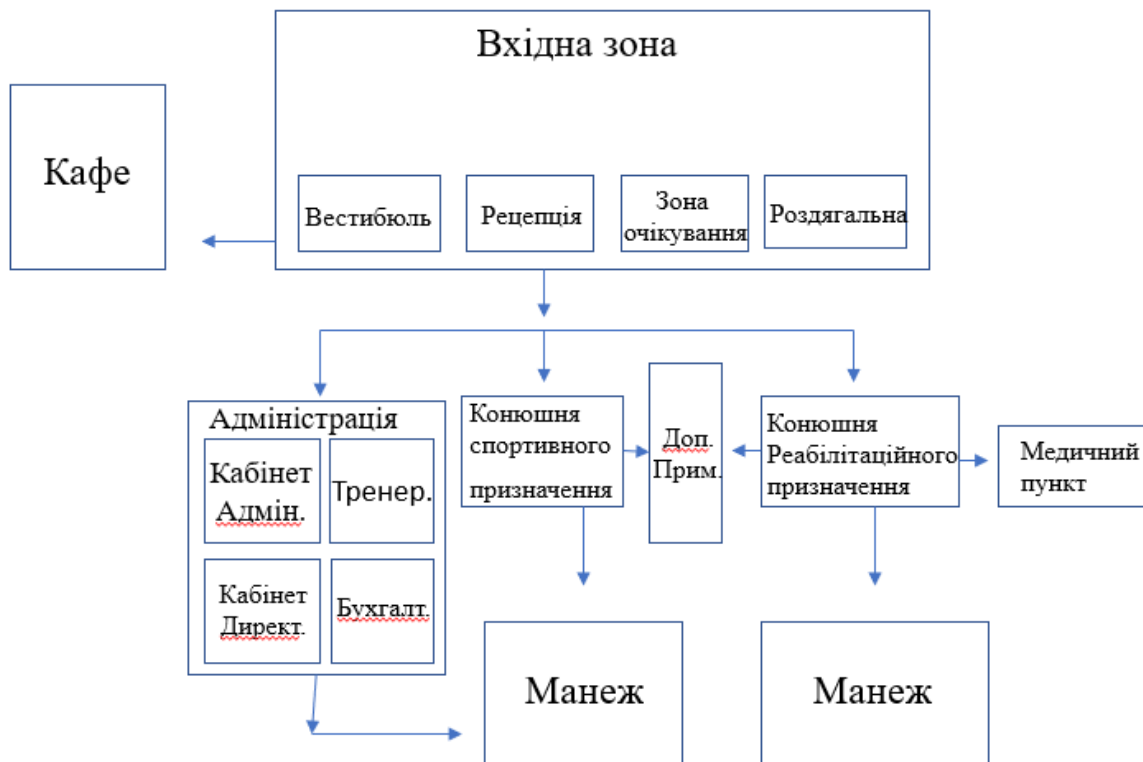 Вхідна зона
Кафе
Вестибюль
Рецепція
Зона
очікування
Роздягальна
Адміністрація
Кабінет
Адмін.
Тренер.
Кабінет
Директ.
Бухгалт.
Конюшня
спортивного
призначення
Доп.
Прим.
Конюшня
Реабілітаційного
призначення
Медичний
пункт
Манеж
Манеж